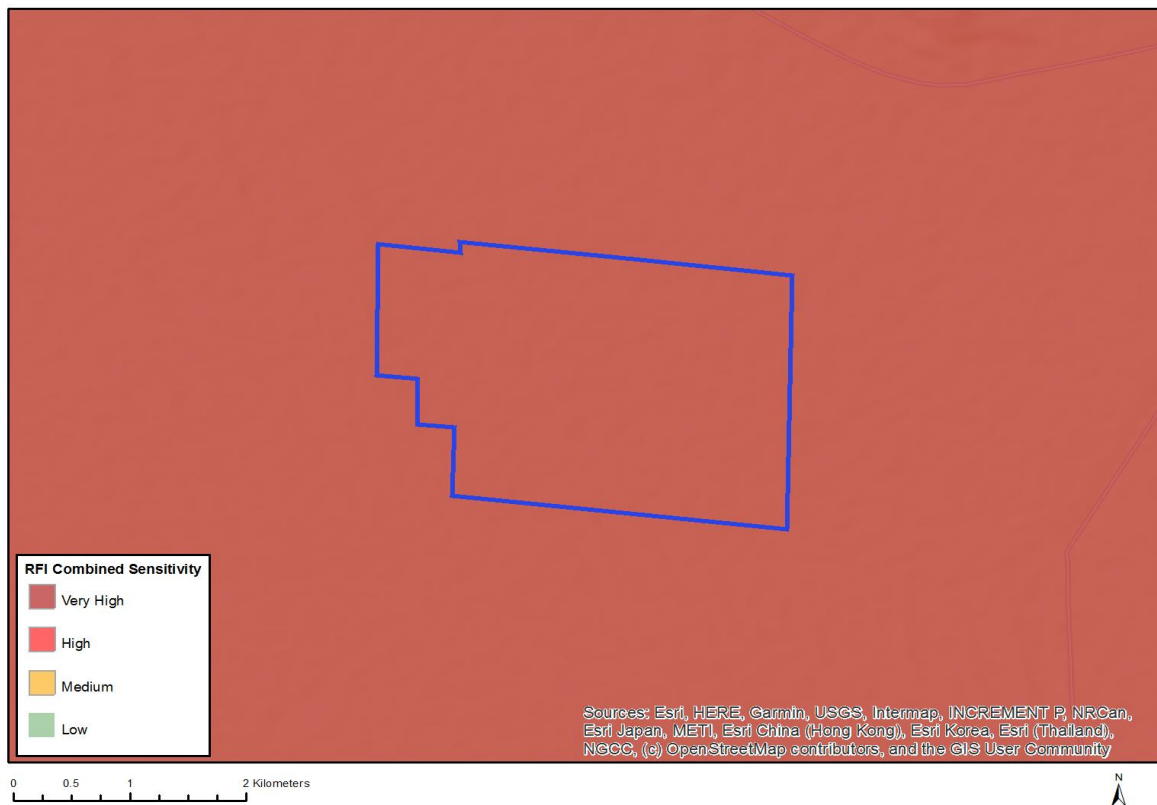 RFI Combined Sensitivity
Very High
High
Medium
Low
Sources: Esri, HERE, Garmin, USGS, Intermap, INCREMENT P, NRCan,
Esri Japan, METI, Esri China (Hong Kong), Esri Korea, Esri (Thailand),
NGCC, (c) OpenStreetMap contributors, and the GIS User Community
0 0.5 1 2 Kilometers
N